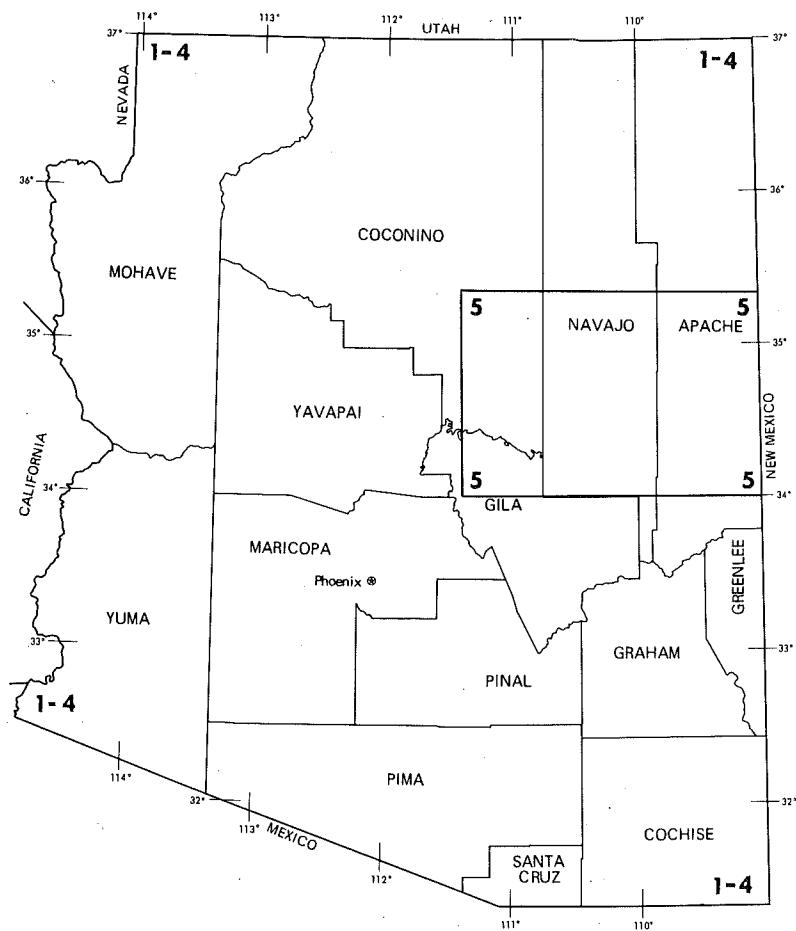 114°
113°
112°
UTAH
111°
110°
37°
1-4
1-4
37°
NEVADA
36°
36°
COCONINO
MOHAVE
5
5
NAVAJO
APACHE
35°
35°
YAVAPAI
NEW MEXICO
CALIFORNIA
34°
5
5
34°
GILA
MARICOPA
GREENLEE
Phoenix
YUMA
33°
33°
GRAHAM
PINAL
1-4
114°
PIMA
32°
32°
113°
MEXICO
COCHISE
112°
SANTA
CRUZ
1-4
111°
110°